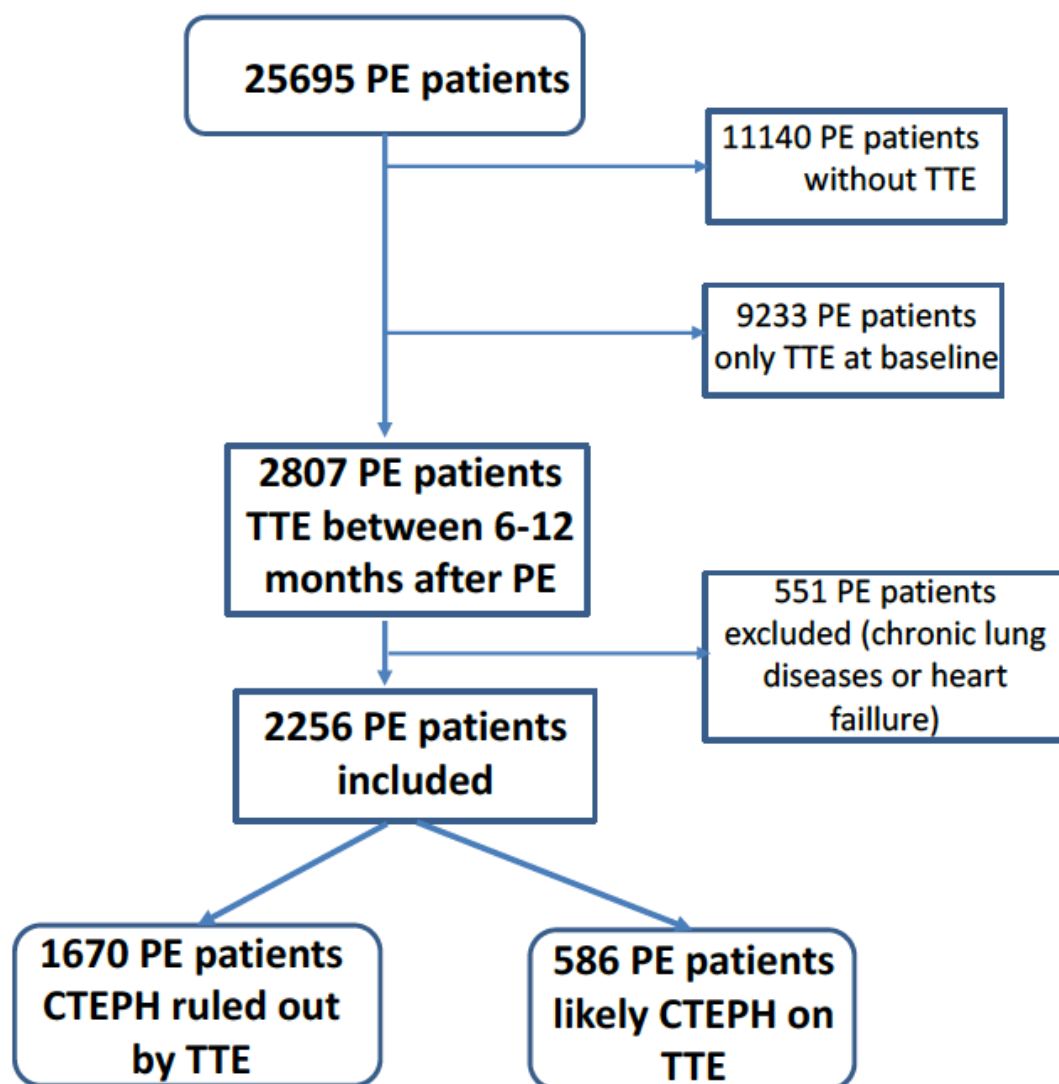 25695 PE patients
11140 PE patients
without TTE
9233 PE patients
only TTE at baseline
2807 PE patients
TTE between 6-12
months after PE
551 PE patients
excluded (chronic lung
diseases or heart
faillure)
2256 PE patients
included
1670 PE patients
CTEPH ruled out
by TTE
586 PE patients
likely CTEPH on
TTE